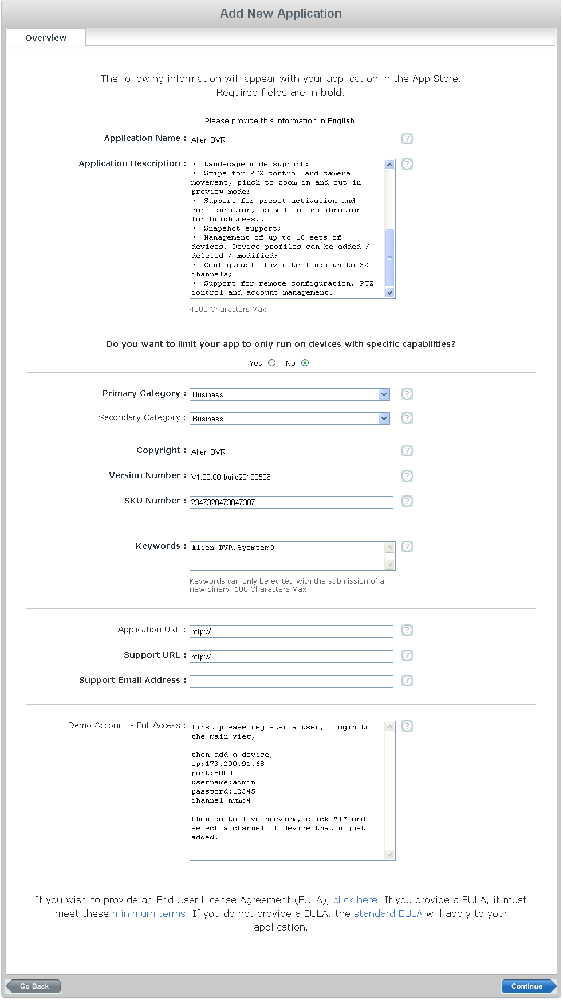 Add New Application
Overview
The following information will appear with your application in the App Store.
Required fields are in bold.
Please provide this information in English.
Application Name : Alien DVR ?
Application Description : ?
• Landscape mode support;
• Swipe for PTZ control and camera
movement, pinch to zoom in and out in
preview mode;
• Support for preset activation and
configuration, as well as calibration
for brightness..
• Snapshot support;
• Management of up to 16 sets of
devices. Device profiles can be added /
deleted / modified;
• Configurable favorite links up to 32
channels;
• Support for remote configuration, PTZ
control and account management.
4000 Characters Max
Do you want to limit your app to only run on devices with specific capabilities?
Yes No
Primary Category : Business ?
Secondary Category : Business ?
Copyright : Alien DVR ?
Version Number : V1.00.00 build20100506 ?
SKU Number : 2347328473847387 ?
Keywords : Alien DVR,SysmtemQ ?
Keywords can only be edited with the submission of a
new binary. 100 Characters Max.
Application URL : http:// ?
Support URL : http:// ?
Support Email Address : ?
Demo Account - Full Access : ?
first please register a user, login to
the main view,
then add a device,
ip:173.200.91.68
port:8000
username:admin
password:12345
channel num:4
then go to live preview, click "+" and
select a channel of device that u just
added.
If you wish to provide an End User License Agreement (EULA), click here. If you provide a EULA, it must
meet these minimum terms. If you do not provide a EULA, the standard EULA will apply to your
application.
Go Back Continue